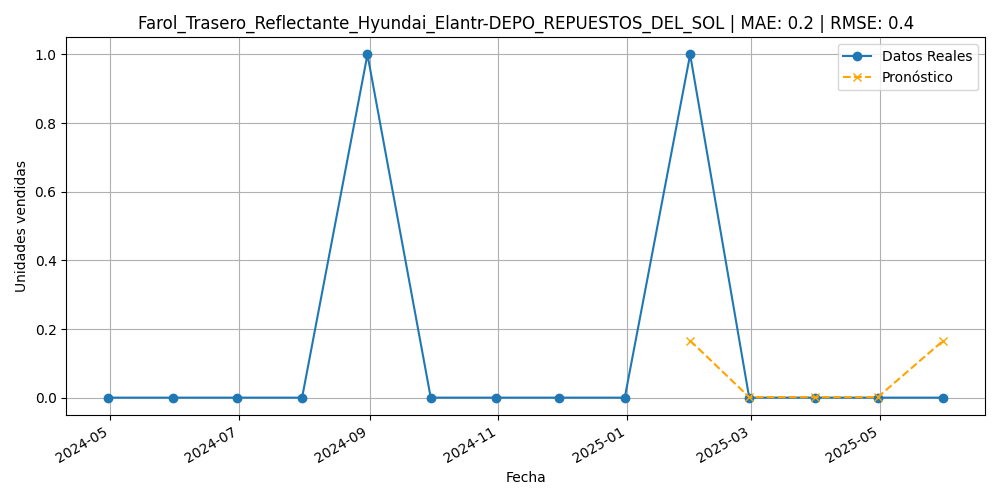 Farol_Trasero_Reflectante_Hyundai_Elantr-DEPO_REPUESTOS_DEL_SOL | MAE: 0.2 | RMSE: 0.4
Datos Reales
Pronóstico
Unidades vendidas
1.0
0.8
0.6
0.4
0.2
0.0
2024-05
2024-07
2024-09
2024-11
2025-01
2025-03
2025-05
Fecha